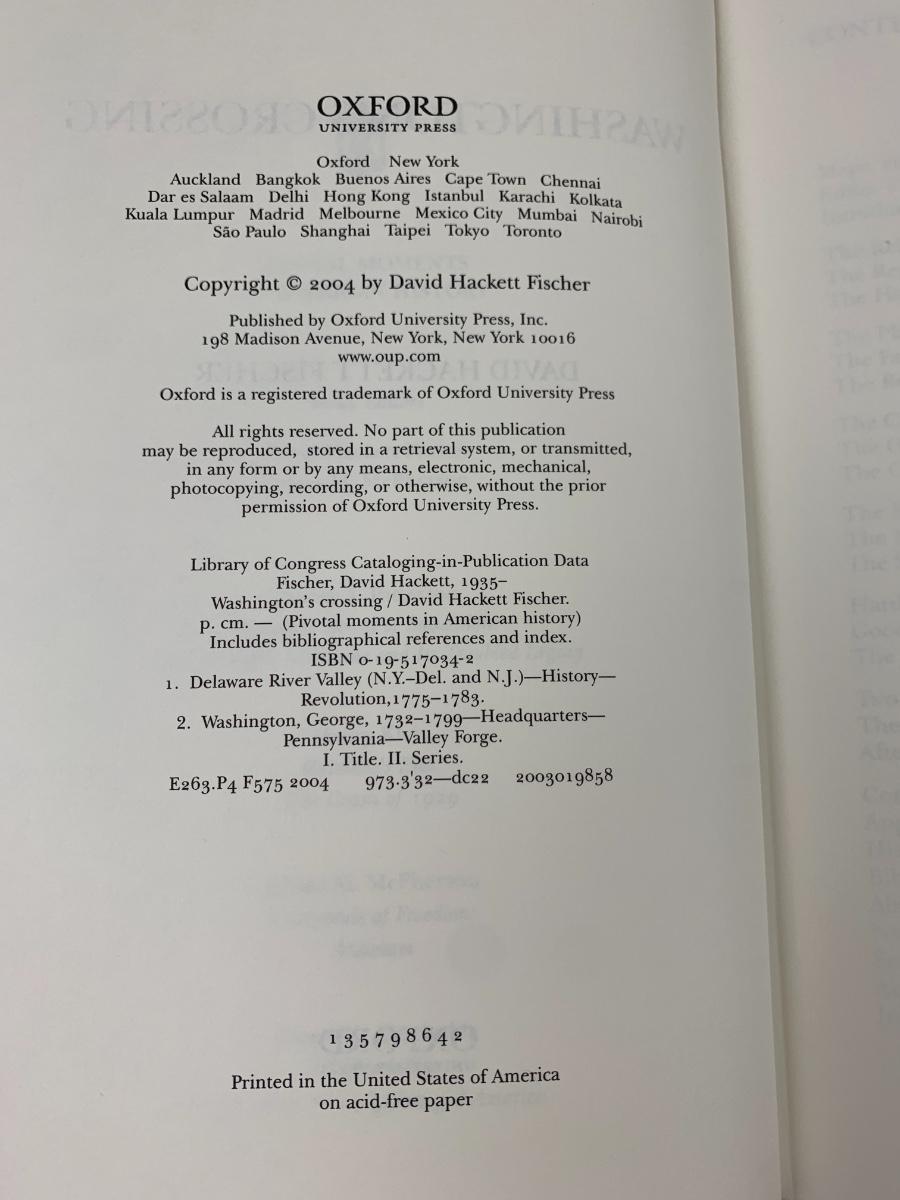 OXFORD
UNIVERSITY PRESS
Oxford New York
Auckland Bangkok Buenos Aires Cape Town Chennai
Dar es Salaam Delhi Hong Kong Istanbul Karachi Kolkata
Kuala Lumpur Madrid Melbourne Mexico City Mumbai Nairobi
São Paulo Shanghai Taipei Tokyo Toronto
Copyright © 2004 by David Hackett Fischer
Published by Oxford University Press, Inc.
198 Madison Avenue, New York, New York 10016
www.oup.com
Oxford is a registered trademark of Oxford University Press
All rights reserved. No part of this publication
may be reproduced, stored in a retrieval system, or transmitted,
in any form or by any means, electronic, mechanical,
photocopying, recording, or otherwise, without the prior
permission of Oxford University Press.
Library of Congress Cataloging-in-Publication Data
Fischer, David Hackett, 1935–
Washington's crossing / David Hackett Fischer.
p. cm. — (Pivotal moments in American history)
Includes bibliographical references and index.
ISBN 0-19-517034-2
1. Delaware River Valley (N.Y.–Del. and N.J.)—History—
Revolution,1775–1783.
2. Washington, George, 1732–1799—Headquarters—
Pennsylvania—Valley Forge.
I. Title. II. Series.
E263.P4 F575 2004 973.3'32—dc22 2003019858
1 3 5 7 9 8 6 4 2
Printed in the United States of America
on acid-free paper